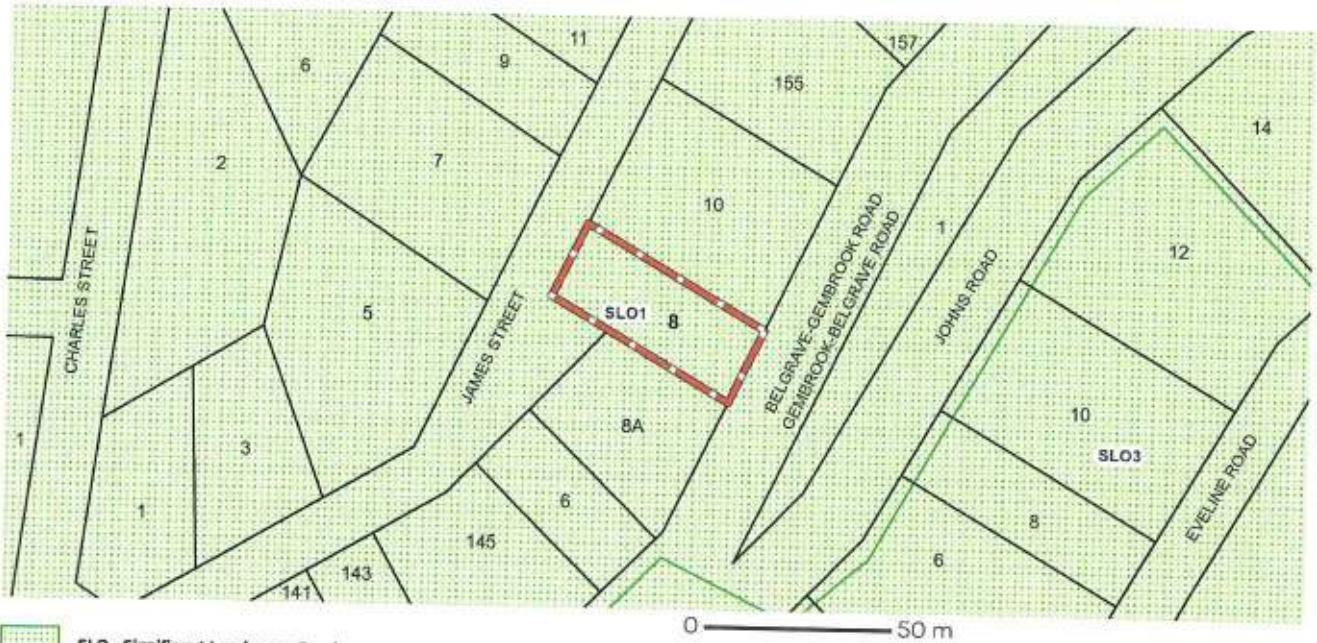 11
157
9
6
155
14
2
7
10
1
12
CHARLES STREET
BELGRAVE-GEMBROOK ROAD
GEMBROOK-BELGRAVE ROAD
JOHNS ROAD
5
JAMES STREET
SLO1
8
8A
10
SLO3
1
3
1
6
8
6
EVELINE ROAD
145
143
141
0 50 m